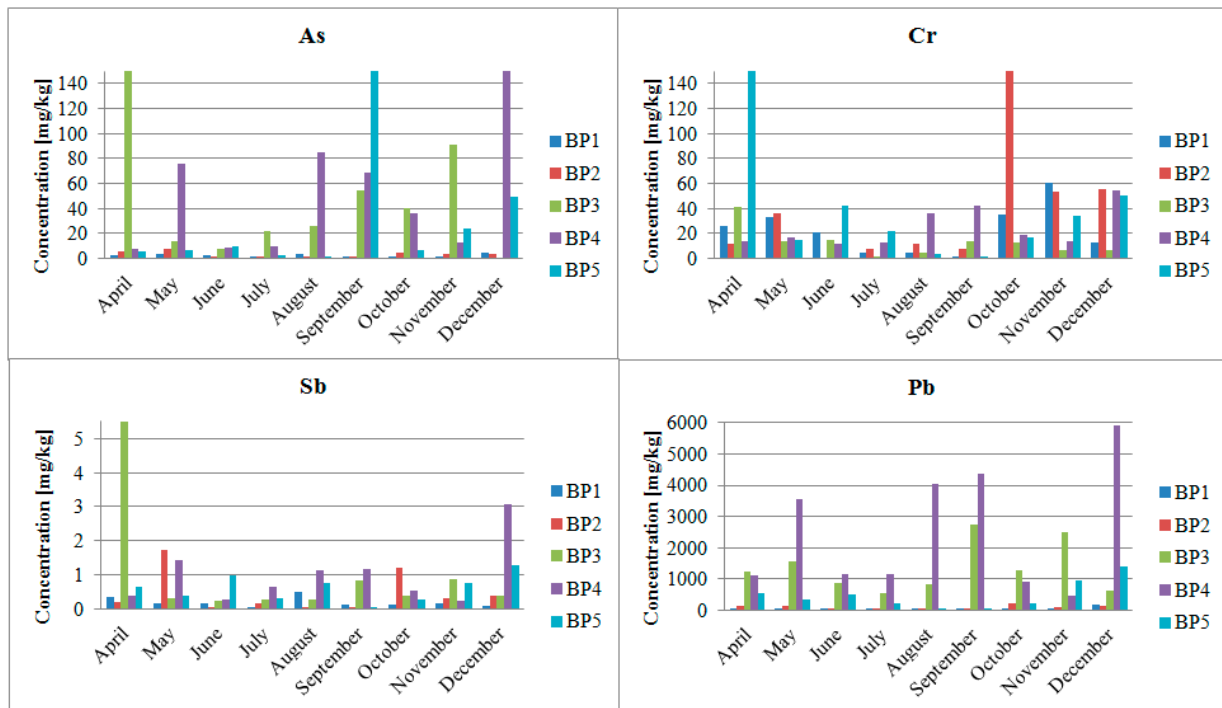 As
Concentration [mg/kg]
140
120
100
80
60
40
20
0
April
May
June
July
August
September
October
November
December
BP1
BP2
BP3
BP4
BP5
Cr
Concentration [mg/kg]
140
120
100
80
60
40
20
0
April
May
June
July
August
September
October
November
December
BP1
BP2
BP3
BP4
BP5
Sb
Concentration [mg/kg]
5
4
3
2
1
0
April
May
June
July
August
September
October
November
December
BP1
BP2
BP3
BP4
BP5
Pb
Concentration [mg/kg]
6000
5000
4000
3000
2000
1000
0
April
May
June
July
August
September
October
November
December
BP1
BP2
BP3
BP4
BP5